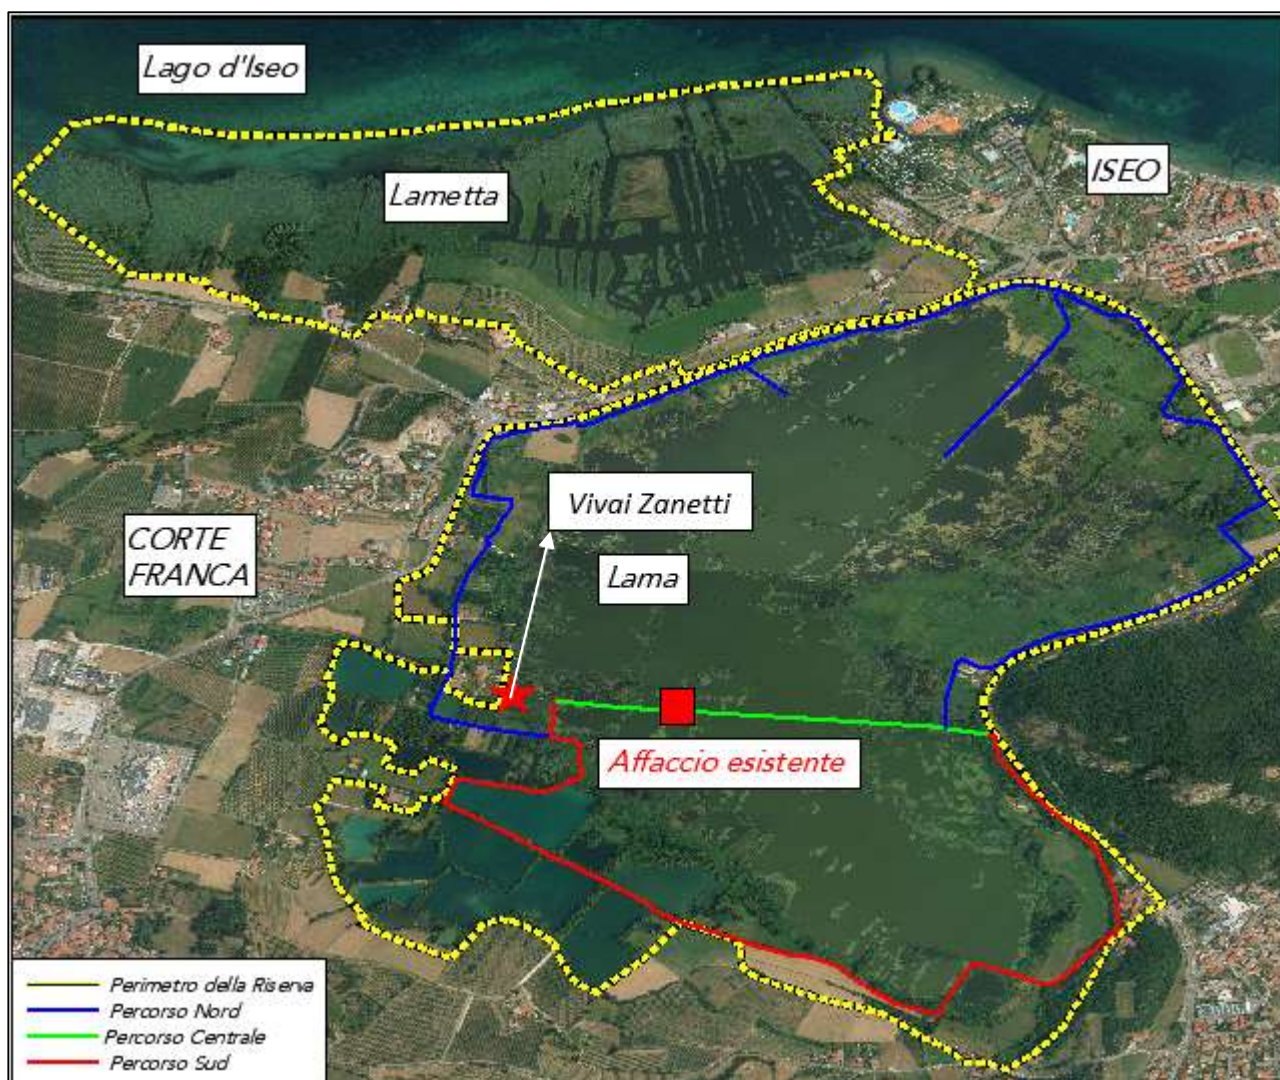 Lago d'Iseo
ISEO
Lametta
Vivai Zanetti
CORTE
FRANCA
Lama
Affaccio esistente
Perimetro della Riserva
Percorso Nord
Percorso Centrale
Percorso Sud